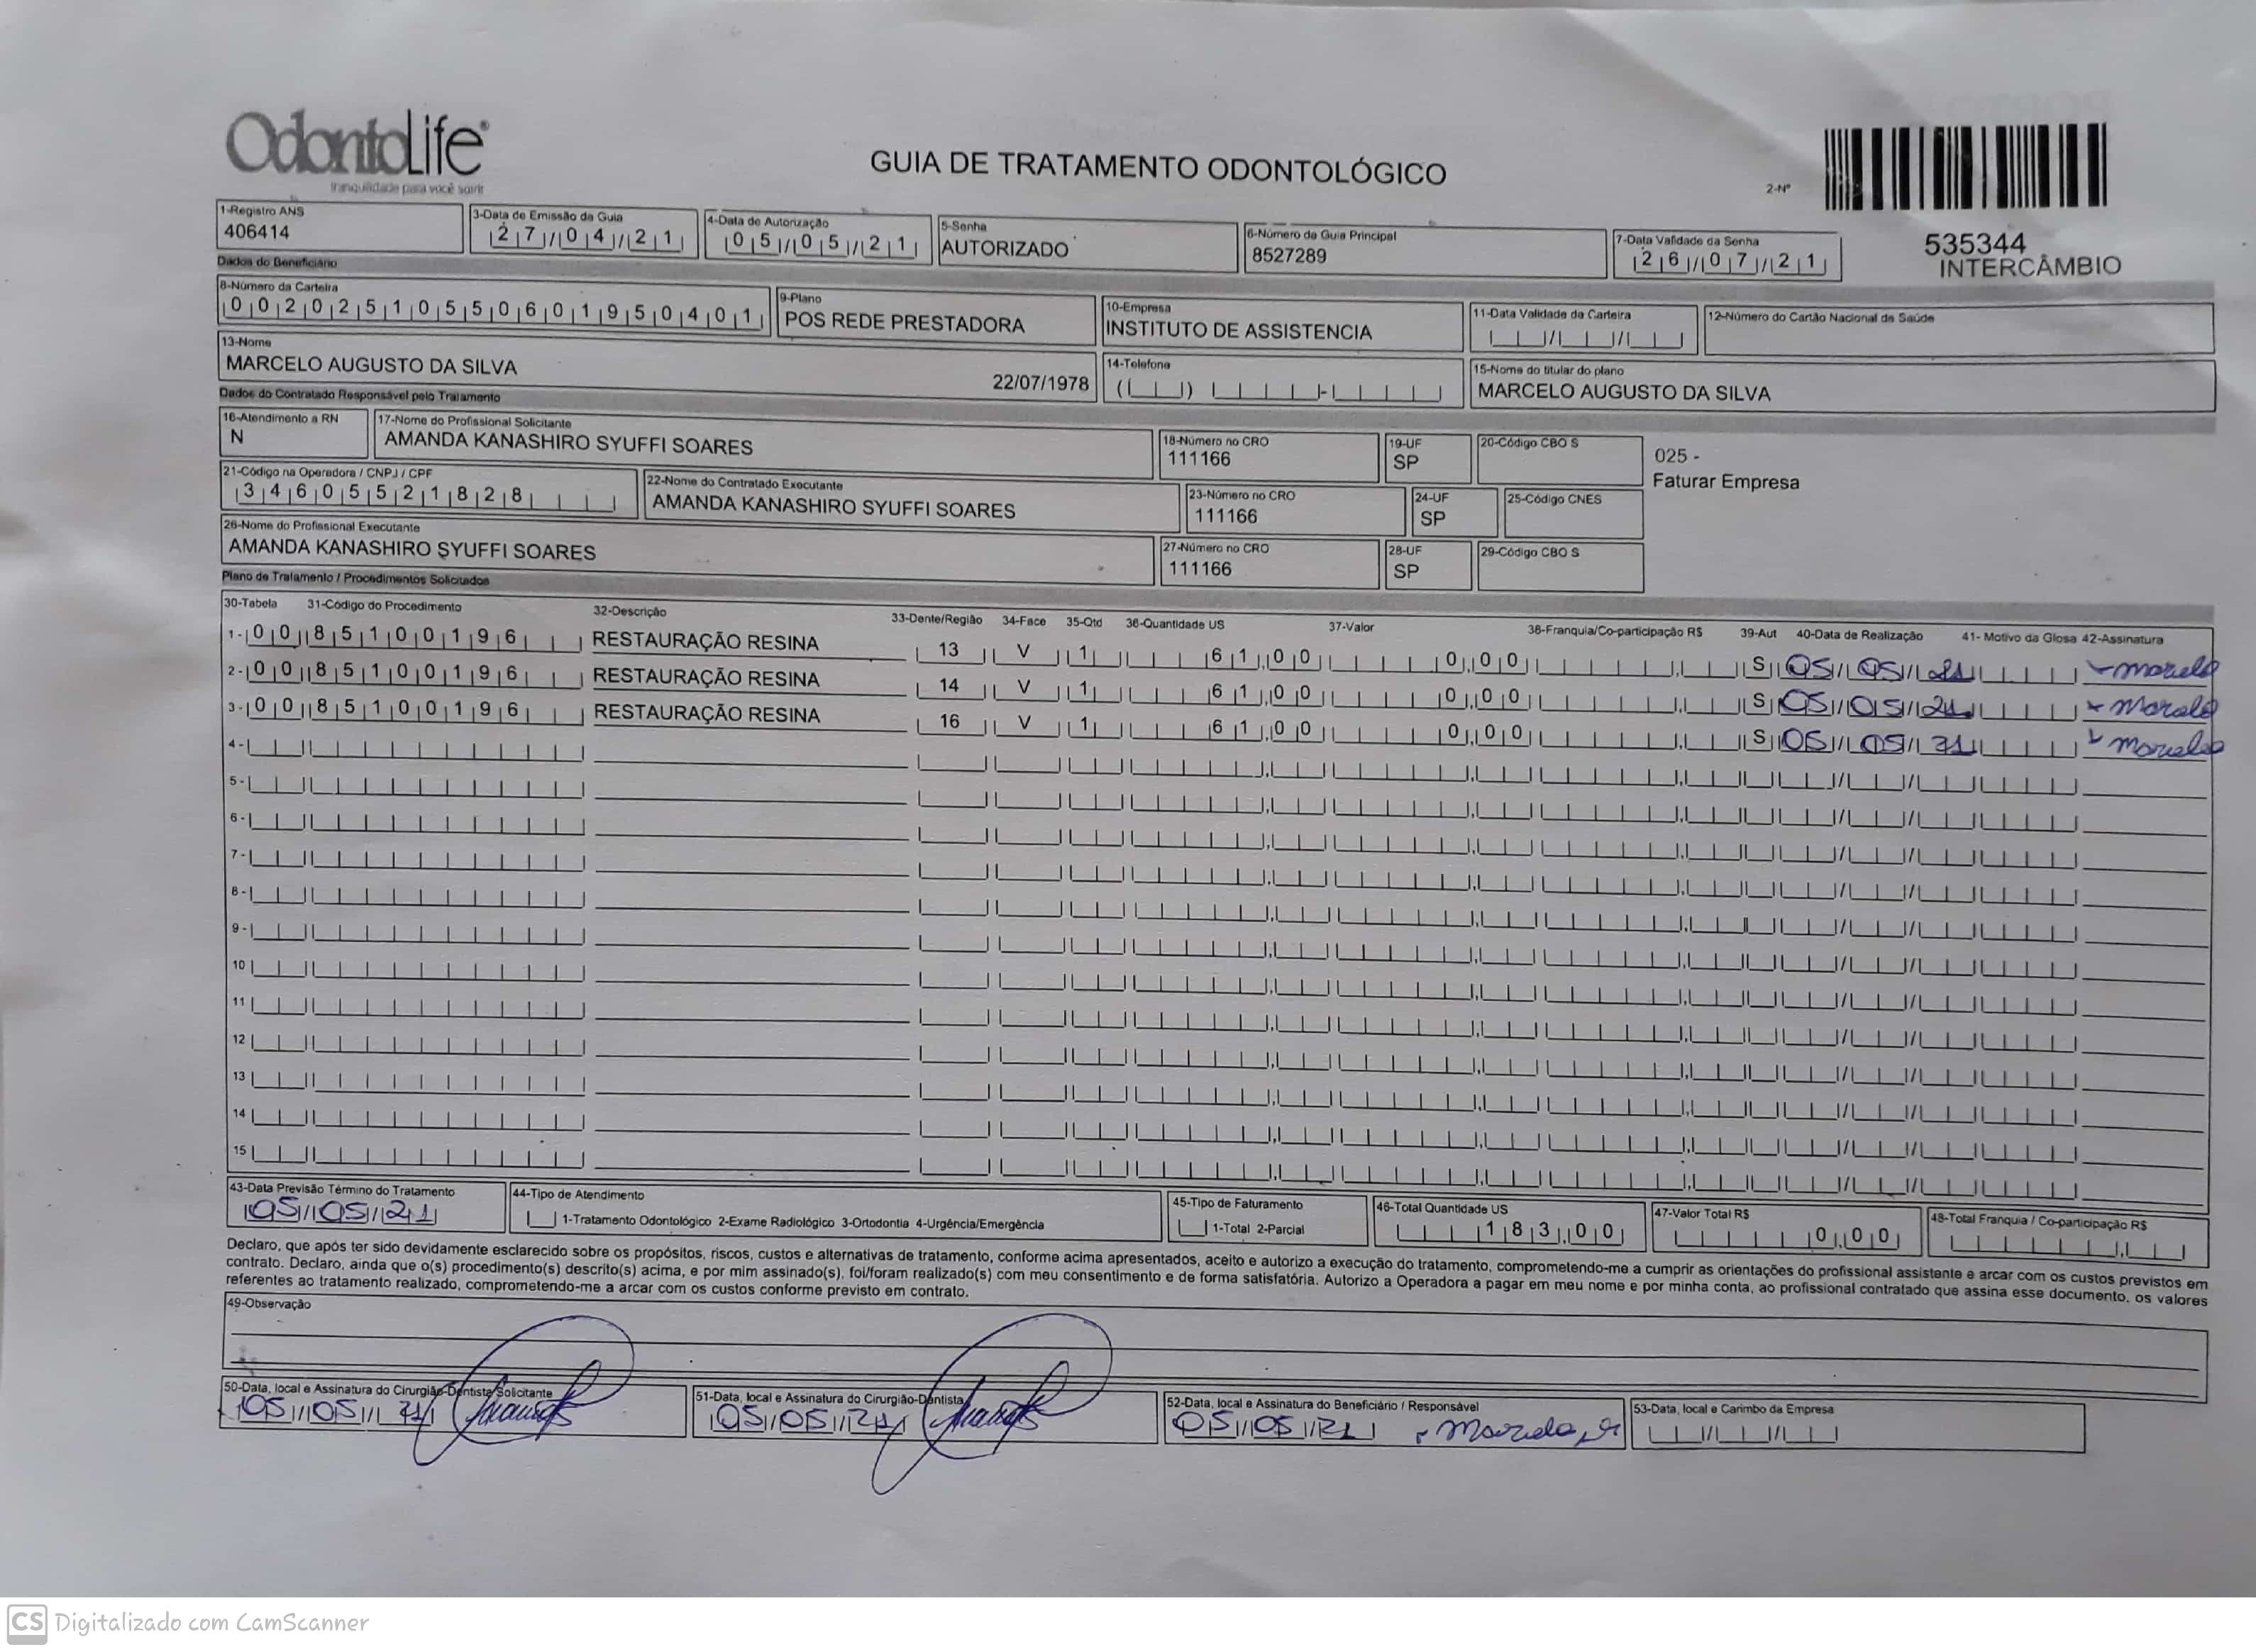 OdontoLife®
tranquilidade para você sorrir
GUIA DE TRATAMENTO ODONTOLÓGICO
2-Nº
535344
INTERCÂMBIO
1-Registro ANS
406414
3-Data de Emissão da Guia
27/04/21
4-Data de Autorização
05/05/21
5-Senha
AUTORIZADO
6-Número da Guia Principal
8527289
7-Data Validade da Senha
26/07/21
Dados do Beneficiário
8-Número da Carteira
00202510550601950401
9-Plano
POS REDE PRESTADORA
10-Empresa
INSTITUTO DE ASSISTENCIA
11-Data Validade da Carteira
12-Número do Cartão Nacional de Saúde
13-Nome
MARCELO AUGUSTO DA SILVA
22/07/1978
14-Telefone
15-Nome do titular do plano
MARCELO AUGUSTO DA SILVA
Dados do Contratado Responsável pelo Tratamento
16-Atendimento a RN
N
17-Nome do Profissional Solicitante
AMANDA KANASHIRO SYUFFI SOARES
18-Número no CRO
111166
19-UF
SP
20-Código CBO S
025 -
Faturar Empresa
21-Código na Operadora / CNPJ / CPF
34605521828
22-Nome do Contratado Executante
AMANDA KANASHIRO SYUFFI SOARES
23-Número no CRO
111166
24-UF
SP
25-Código CNES
26-Nome do Profissional Executante
AMANDA KANASHIRO SYUFFI SOARES
27-Número no CRO
111166
28-UF
SP
29-Código CBO S
Plano de Tratamento / Procedimentos Solicitados
30-Tabela 31-Código do Procedimento 32-Descrição 33-Dente/Região 34-Face 35-Qtd 36-Quantidade US 37-Valor 38-Franquia/Co-participação R$ 39-Aut 40-Data de Realização 41- Motivo da Glosa 42-Assinatura
1- 00 85100196 RESTAURAÇÃO RESINA 13 V 1 61,00 0,00 S 05/05/21 Marcelo
2- 00 85100196 RESTAURAÇÃO RESINA 14 V 1 61,00 0,00 S 05/05/21 Marcelo
3- 00 85100196 RESTAURAÇÃO RESINA 16 V 1 61,00 0,00 S 05/05/21 Marcelo
4-
5-
6-
7-
8-
9-
10
11
12
13
14
15
43-Data Previsão Término do Tratamento
05/05/21
44-Tipo de Atendimento
1-Tratamento Odontológico 2-Exame Radiológico 3-Ortodontia 4-Urgência/Emergência
45-Tipo de Faturamento
1-Total 2-Parcial
46-Total Quantidade US
183,00
47-Valor Total R$
0,00
48-Total Franquia / Co-participação R$
Declaro, que após ter sido devidamente esclarecido sobre os propósitos, riscos, custos e alternativas de tratamento, conforme acima apresentados, aceito e autorizo a execução do tratamento, comprometendo-me a cumprir as orientações do profissional assistente e arcar com os custos previstos em
contrato. Declaro, ainda que o(s) procedimento(s) descrito(s) acima, e por mim assinado(s), foi/foram realizado(s) com meu consentimento e de forma satisfatória. Autorizo a Operadora a pagar em meu nome e por minha conta, ao profissional contratado que assina esse documento, os valores
referentes ao tratamento realizado, comprometendo-me a arcar com os custos conforme previsto em contrato.
49-Observação
50-Data, local e Assinatura do Cirurgião-Dentista Solicitante
05/05/21
51-Data, local e Assinatura do Cirurgião-Dentista
05/05/21
52-Data, local e Assinatura do Beneficiário / Responsável
05/05/21 Marcelo
53-Data, local e Carimbo da Empresa
CS Digitalizado com CamScanner